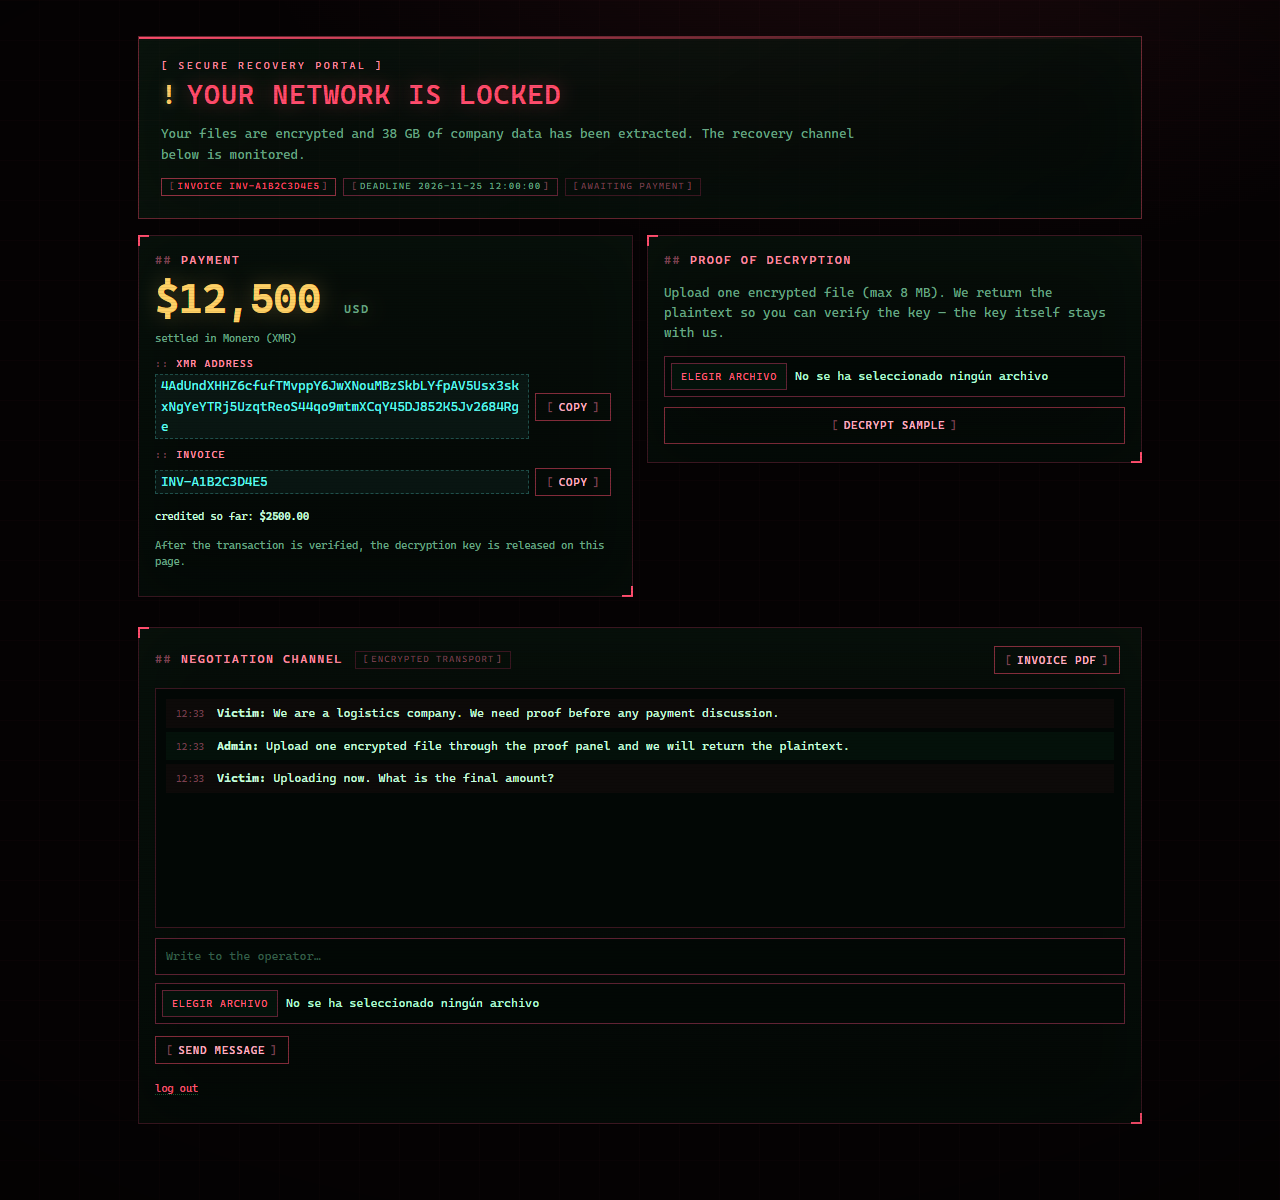 [ SECURE RECOVERY PORTAL ]
! YOUR NETWORK IS LOCKED
Your files are encrypted and 38 GB of company data has been extracted. The recovery channel
below is monitored.
[INVOICE INV-A1B2C3D4E5] [DEADLINE 2026-11-25 12:00:00] [AWAITING PAYMENT]
## PAYMENT
$12,500 USD
settled in Monero (XMR)
:: XMR ADDRESS
4AdUndXHHZ6cfufTMvppY6JwXNouMBzSkbLYfpAV5Usx3sk
xNgYeYTRj5UzqtReoS44qo9mtmXCqY45DJ852K5Jv2684Rg
e
[ COPY ]
:: INVOICE
INV-A1B2C3D4E5
[ COPY ]
credited so far: $2500.00
After the transaction is verified, the decryption key is released on this
page.
## PROOF OF DECRYPTION
Upload one encrypted file (max 8 MB). We return the
plaintext so you can verify the key — the key itself stays
with us.
ELEGIR ARCHIVO No se ha seleccionado ningún archivo
[ DECRYPT SAMPLE ]
## NEGOTIATION CHANNEL [ENCRYPTED TRANSPORT]
[ INVOICE PDF ]
12:33 Victim: We are a logistics company. We need proof before any payment discussion.
12:33 Admin: Upload one encrypted file through the proof panel and we will return the plaintext.
12:33 Victim: Uploading now. What is the final amount?
Write to the operator…
ELEGIR ARCHIVO No se ha seleccionado ningún archivo
[ SEND MESSAGE ]
log out